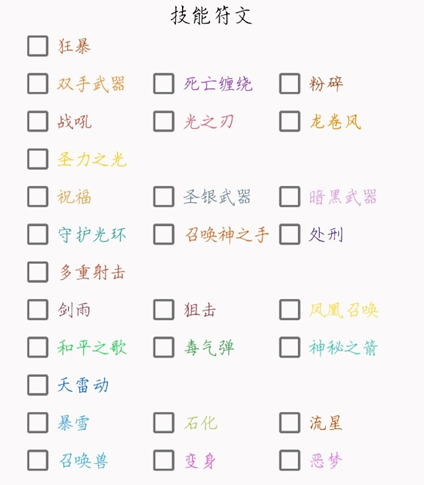 技能符文
狂暴
双手武器 死亡缠绕 粉碎
战吼 光之刃 龙卷风
圣力之光
祝福 圣银武器 暗黑武器
守护光环 召唤神之手 处刑
多重射击
剑雨 狙击 凤凰召唤
和平之歌 毒气弹 神秘之箭
天雷动
暴雪 石化 流星
召唤兽 变身 恶梦